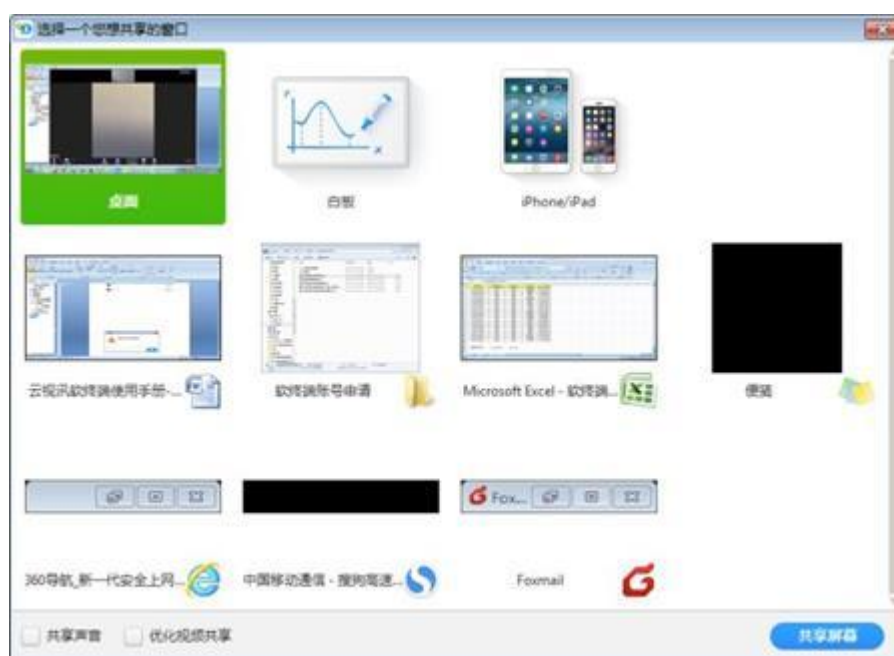 选择一个您想共享的窗口
桌面
白板
iPhone/iPad
云视讯软终端使用手册-...
软终端账号申请
Microsoft Excel - 软终端...
便笺
Fox...
360导航_新一代安全上网...
中国移动通信 - 搜狗高速...
Foxmail
共享声音
优化视频共享
共享屏幕